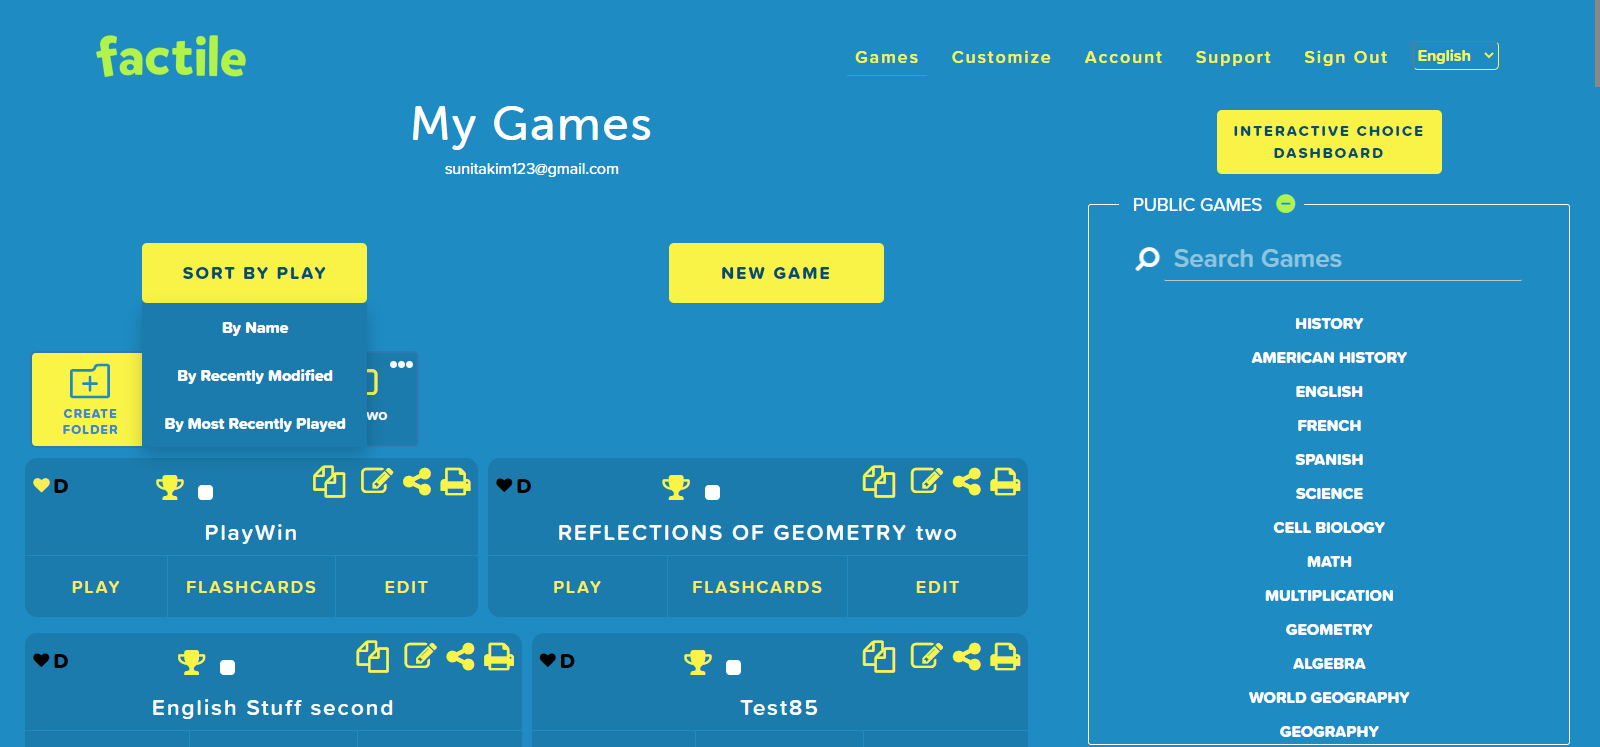 factile
Games
Customize
Account
Support
Sign Out
English
My Games
sunitakim123@gmail.com
INTERACTIVE CHOICE
DASHBOARD
SORT BY PLAY
NEW GAME
By Name
By Recently Modified
By Most Recently Played
CREATE
FOLDER
wo
D
PlayWin
PLAY
FLASHCARDS
EDIT
D
REFLECTIONS OF GEOMETRY two
PLAY
FLASHCARDS
EDIT
D
English Stuff second
D
Test85
PUBLIC GAMES
Search Games
HISTORY
AMERICAN HISTORY
ENGLISH
FRENCH
SPANISH
SCIENCE
CELL BIOLOGY
MATH
MULTIPLICATION
GEOMETRY
ALGEBRA
WORLD GEOGRAPHY
GEOGRAPHY